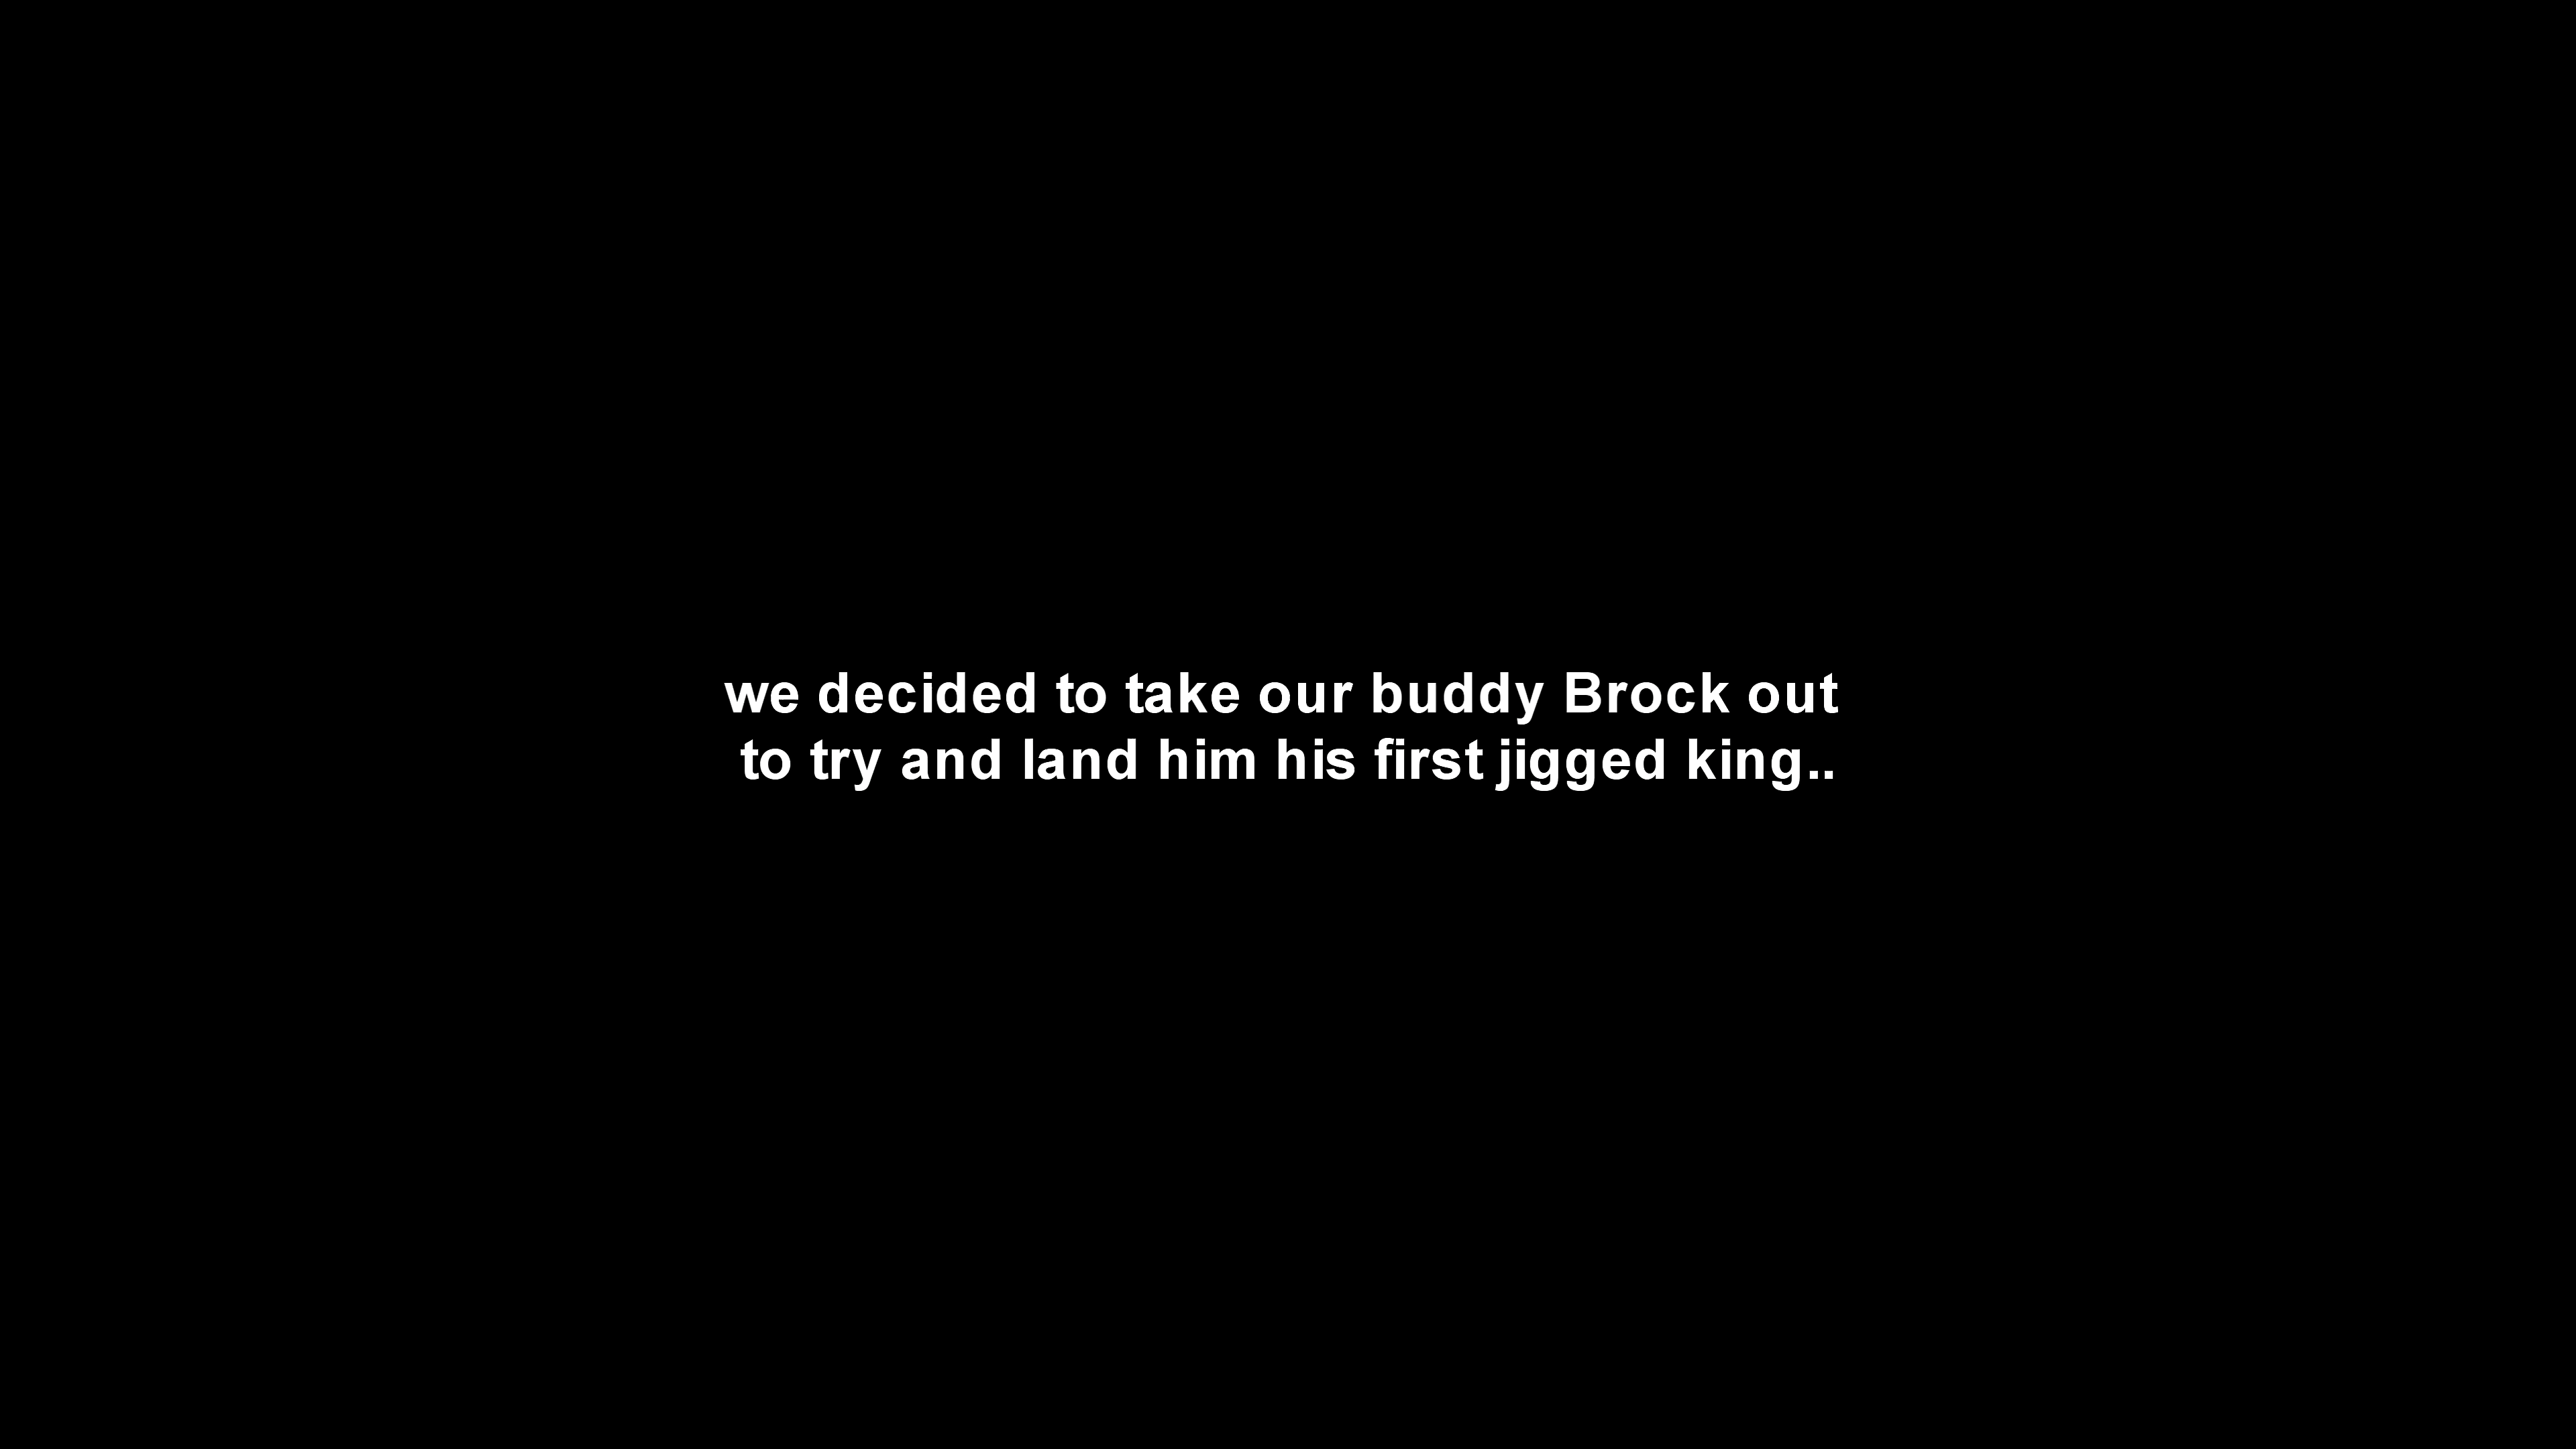 we decided to take our buddy Brock out
to try and land him his first jigged king..